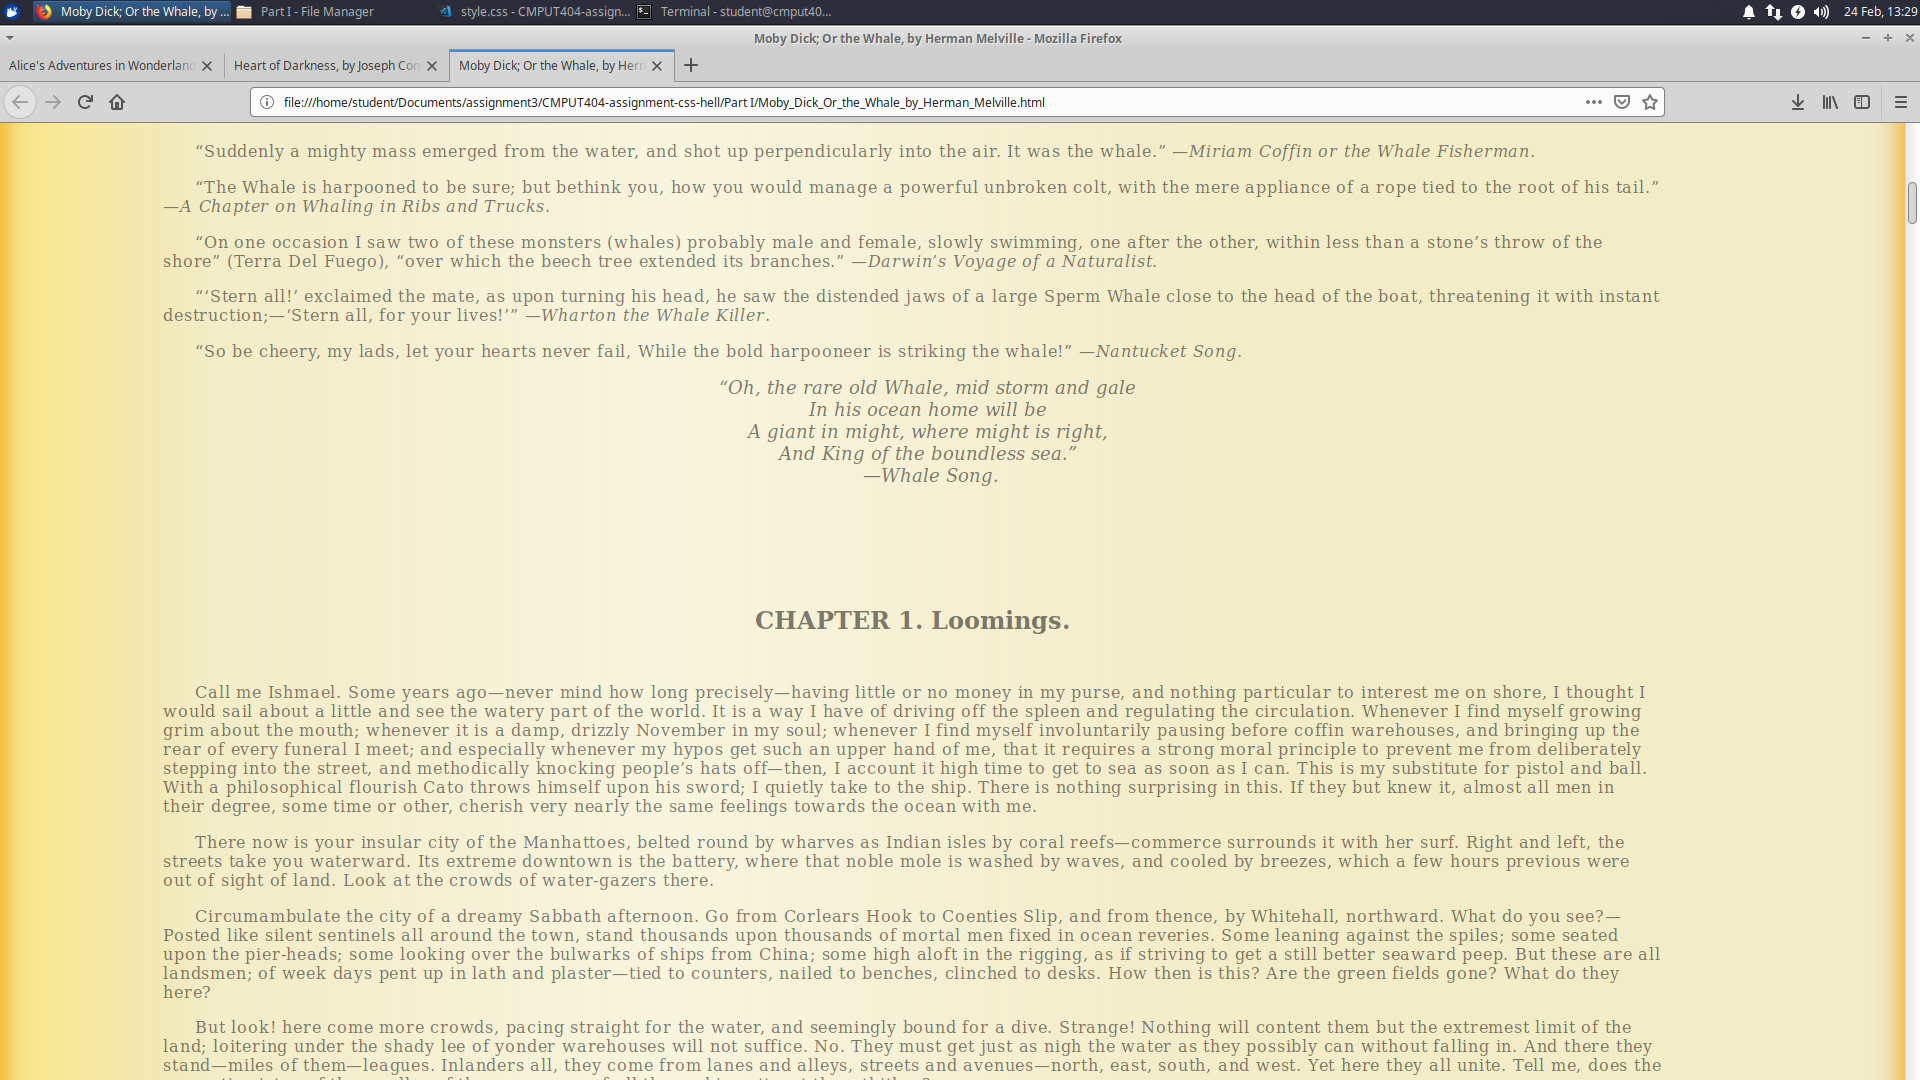 Moby Dick; Or the Whale, by ... Part I - File Manager style.css - CMPUT404-assign... Terminal - student@cmput40... 24 Feb, 13:29
Moby Dick; Or the Whale, by Herman Melville - Mozilla Firefox
Alice's Adventures in Wonderland Heart of Darkness, by Joseph Con Moby Dick; Or the Whale, by Herm
file:///home/student/Documents/assignment3/CMPUT404-assignment-css-hell/Part I/Moby_Dick_Or_the_Whale_by_Herman_Melville.html
“Suddenly a mighty mass emerged from the water, and shot up perpendicularly into the air. It was the whale.” —Miriam Coffin or the Whale Fisherman.
“The Whale is harpooned to be sure; but bethink you, how you would manage a powerful unbroken colt, with the mere appliance of a rope tied to the root of his tail.”
—A Chapter on Whaling in Ribs and Trucks.
“On one occasion I saw two of these monsters (whales) probably male and female, slowly swimming, one after the other, within less than a stone’s throw of the
shore” (Terra Del Fuego), “over which the beech tree extended its branches.” —Darwin’s Voyage of a Naturalist.
“‘Stern all!’ exclaimed the mate, as upon turning his head, he saw the distended jaws of a large Sperm Whale close to the head of the boat, threatening it with instant
destruction;—‘Stern all, for your lives!’” —Wharton the Whale Killer.
“So be cheery, my lads, let your hearts never fail, While the bold harpooneer is striking the whale!” —Nantucket Song.
“Oh, the rare old Whale, mid storm and gale
In his ocean home will be
A giant in might, where might is right,
And King of the boundless sea.”
—Whale Song.
CHAPTER 1. Loomings.
Call me Ishmael. Some years ago—never mind how long precisely—having little or no money in my purse, and nothing particular to interest me on shore, I thought I
would sail about a little and see the watery part of the world. It is a way I have of driving off the spleen and regulating the circulation. Whenever I find myself growing
grim about the mouth; whenever it is a damp, drizzly November in my soul; whenever I find myself involuntarily pausing before coffin warehouses, and bringing up the
rear of every funeral I meet; and especially whenever my hypos get such an upper hand of me, that it requires a strong moral principle to prevent me from deliberately
stepping into the street, and methodically knocking people’s hats off—then, I account it high time to get to sea as soon as I can. This is my substitute for pistol and ball.
With a philosophical flourish Cato throws himself upon his sword; I quietly take to the ship. There is nothing surprising in this. If they but knew it, almost all men in
their degree, some time or other, cherish very nearly the same feelings towards the ocean with me.
There now is your insular city of the Manhattoes, belted round by wharves as Indian isles by coral reefs—commerce surrounds it with her surf. Right and left, the
streets take you waterward. Its extreme downtown is the battery, where that noble mole is washed by waves, and cooled by breezes, which a few hours previous were
out of sight of land. Look at the crowds of water-gazers there.
Circumambulate the city of a dreamy Sabbath afternoon. Go from Corlears Hook to Coenties Slip, and from thence, by Whitehall, northward. What do you see?—
Posted like silent sentinels all around the town, stand thousands upon thousands of mortal men fixed in ocean reveries. Some leaning against the spiles; some seated
upon the pier-heads; some looking over the bulwarks of ships from China; some high aloft in the rigging, as if striving to get a still better seaward peep. But these are all
landsmen; of week days pent up in lath and plaster—tied to counters, nailed to benches, clinched to desks. How then is this? Are the green fields gone? What do they
here?
But look! here come more crowds, pacing straight for the water, and seemingly bound for a dive. Strange! Nothing will content them but the extremest limit of the
land; loitering under the shady lee of yonder warehouses will not suffice. No. They must get just as nigh the water as they possibly can without falling in. And there they
stand—miles of them—leagues. Inlanders all, they come from lanes and alleys, streets and avenues—north, east, south, and west. Yet here they all unite. Tell me, does the